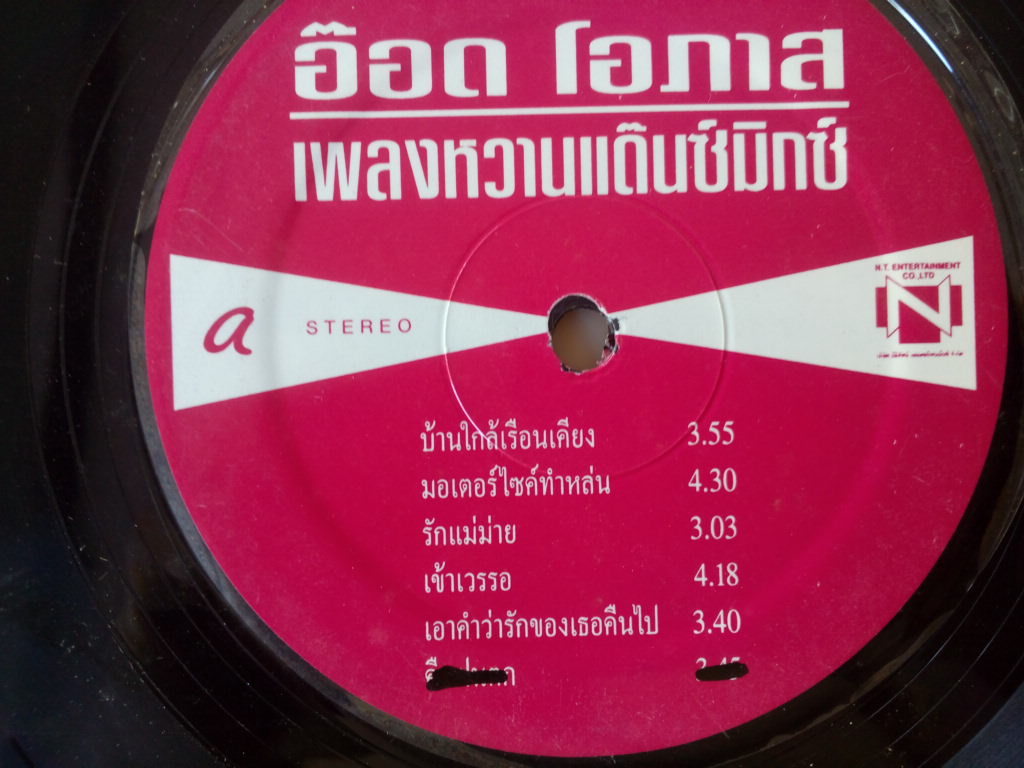 อ๊อด โอภาส
เพลงหวานแด๊นซ์มิกซ์
a STEREO
N.T. ENTERTAINMENT
CO.,LTD
N
บ้านใกล้เรือนเคียง 3.55
มอเตอร์ไซค์ทำหล่น 4.30
รักแม่ม่าย 3.03
เข้าเวรรอ 4.18
เอาคำว่ารักของเธอคืนไป 3.40